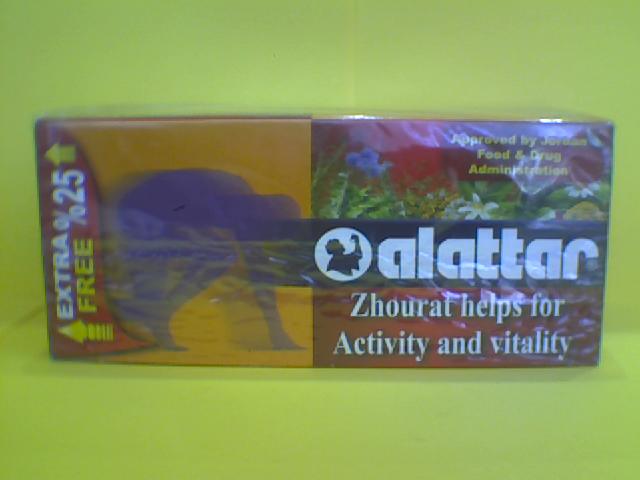 EXTRA % %25
FREE
Approved by Jordan
Food & Drug
Administration
alattar
Zhourat helps for
Activity and vitality